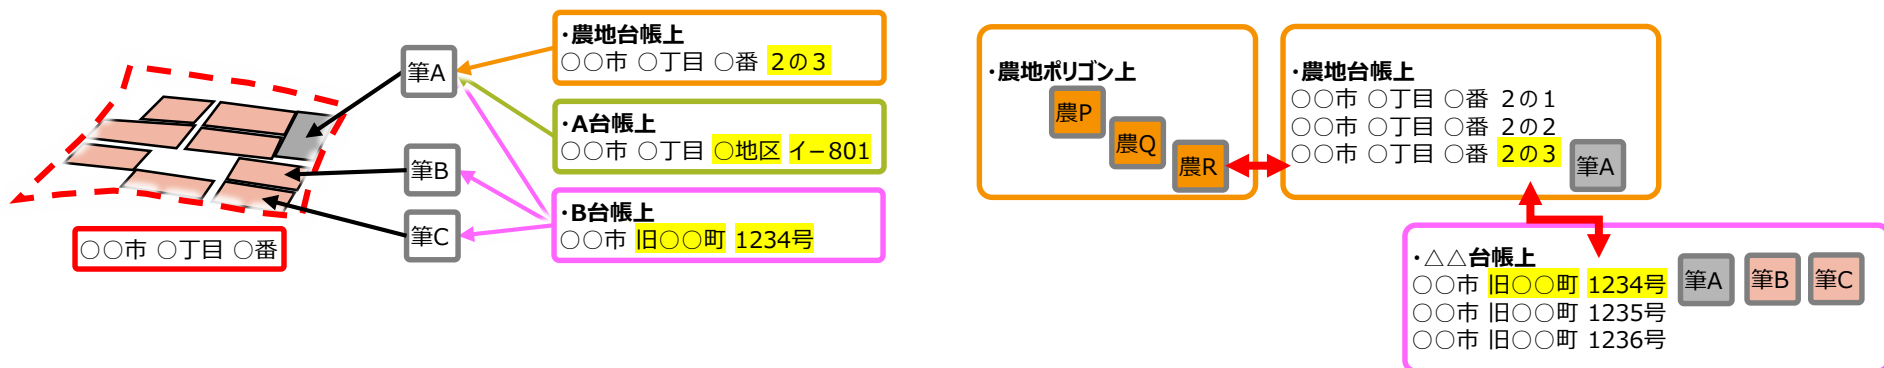 筆A
筆B
筆C
○○市 ○丁目 ○番
・農地台帳上
○○市 ○丁目 ○番 2の3
・A台帳上
○○市 ○丁目 ○地区 イ−801
・B台帳上
○○市 旧○○町 1234号
・農地ポリゴン上
農P
農Q
農R
・農地台帳上
○○市 ○丁目 ○番 2の1
○○市 ○丁目 ○番 2の2
○○市 ○丁目 ○番 2の3
筆A
・△△台帳上
○○市 旧○○町 1234号 筆A 筆B 筆C
○○市 旧○○町 1235号
○○市 旧○○町 1236号